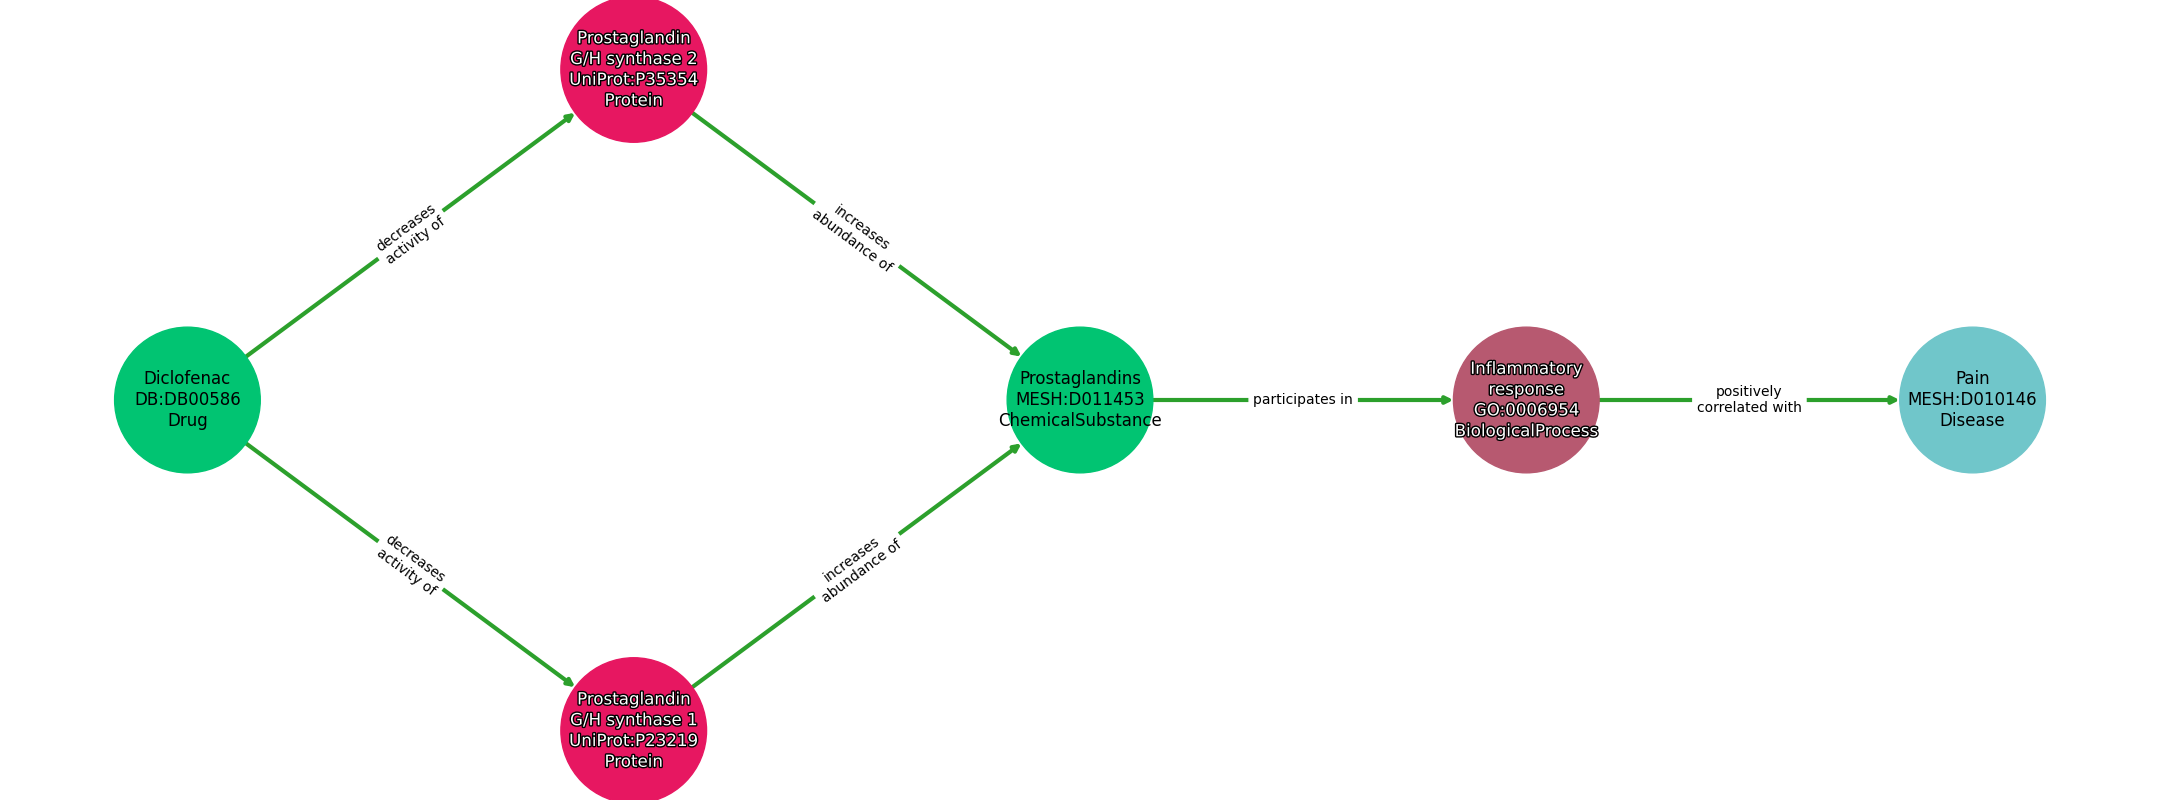 Prostaglandin
G/H synthase 2
UniProt:P35354
Protein
decreases
activity of
increases
abundance of
Diclofenac
DB:DB00586
Drug
Prostaglandins
MESH:D011453
ChemicalSubstance
participates in
Inflammatory
response
GO:0006954
BiologicalProcess
positively
correlated with
Pain
MESH:D010146
Disease
decreases
activity of
increases
abundance of
Prostaglandin
G/H synthase 1
UniProt:P23219
Protein